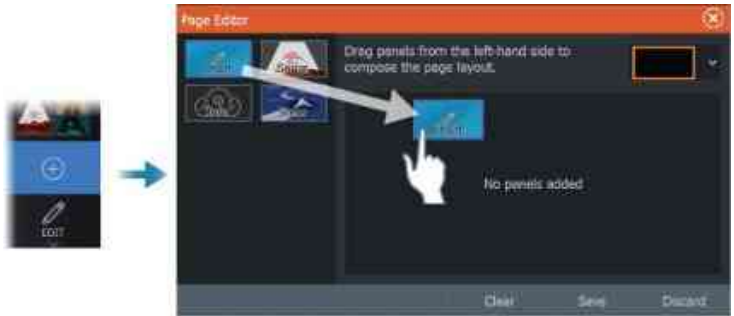 Page Editor
Drag panels from the left-hand side to
compose the page layout.
No panels added
EDIT
Clear
Save
Discard